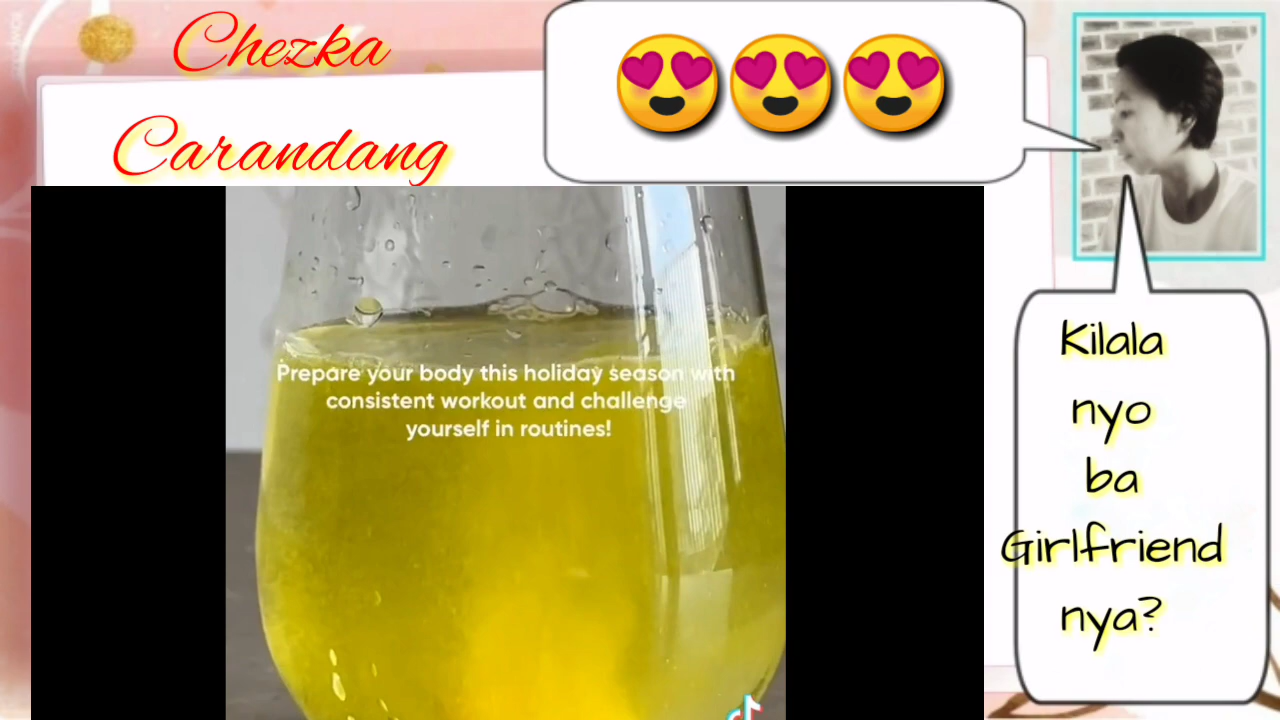 Chezka
Carandang
😍😍😍
Prepare your body this holiday season with
consistent workout and challenge
yourself in routines!
Kilala
nyo
ba
Girlfriend
nya?